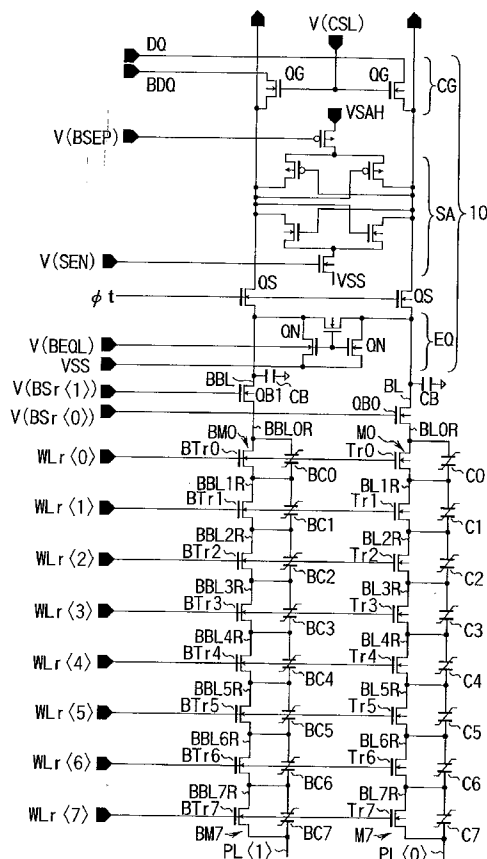 V(CSL)
DQ
BDQ
QG
QG
CG
VSAH
V(BSEP)
SA
10
V(SEN)
VSS
QS
QS
φt
V(BEQL)
QN
QN
EQ
VSS
BBL
CB
BL
CB
V(BSr⟨1⟩)
QB1
V(BSr⟨0⟩)
QB0
BBL0R
BL0R
BM0
M0
WLr⟨0⟩
BTr0
BC0
Tr0
C0
BBL1R
BL1R
WLr⟨1⟩
BTr1
BC1
Tr1
C1
BBL2R
BL2R
WLr⟨2⟩
BTr2
BC2
Tr2
C2
BBL3R
BL3R
WLr⟨3⟩
BTr3
BC3
Tr3
C3
BBL4R
BL4R
WLr⟨4⟩
BTr4
BC4
Tr4
C4
BBL5R
BL5R
WLr⟨5⟩
BTr5
BC5
Tr5
C5
BBL6R
BL6R
WLr⟨6⟩
BTr6
BC6
Tr6
C6
BBL7R
BL7R
WLr⟨7⟩
BTr7
BC7
Tr7
C7
BM7
M7
PL⟨1⟩
PL⟨0⟩